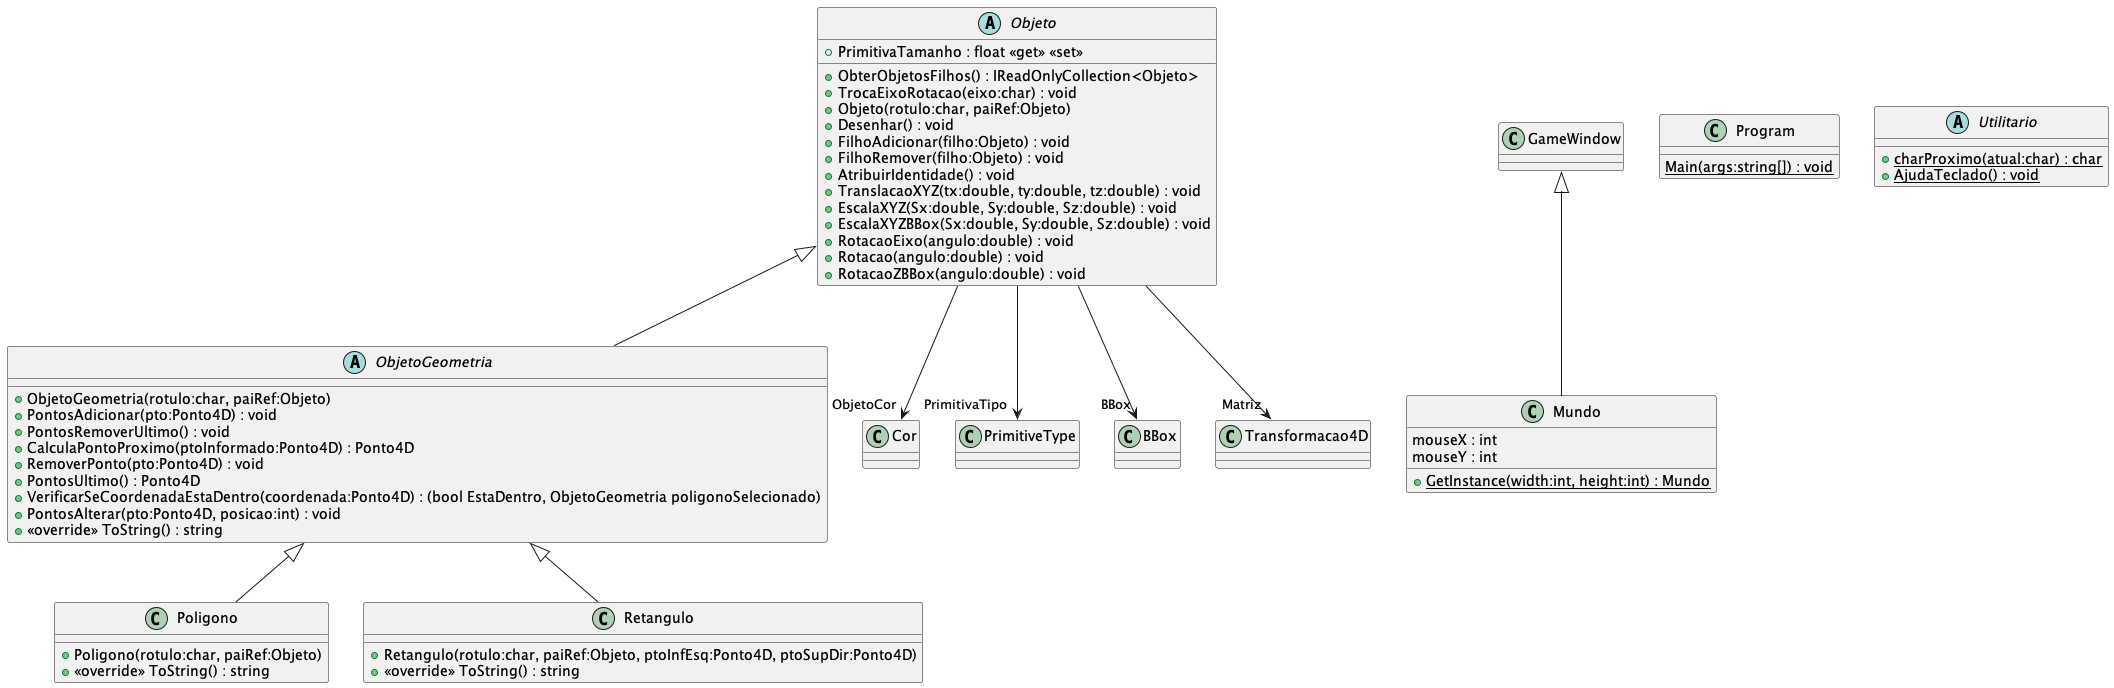 A Objeto
PrimitivaTamanho : float «get» «set»
ObterObjetosFilhos() : IReadOnlyCollection<Objeto>
TrocaEixoRotacao(eixo:char) : void
Objeto(rotulo:char, paiRef:Objeto)
Desenhar() : void
FilhoAdicionar(filho:Objeto) : void
FilhoRemover(filho:Objeto) : void
AtribuirIdentidade() : void
TranslacaoXYZ(tx:double, ty:double, tz:double) : void
EscalaXYZ(Sx:double, Sy:double, Sz:double) : void
EscalaXYZBBox(Sx:double, Sy:double, Sz:double) : void
RotacaoEixo(angulo:double) : void
Rotacao(angulo:double) : void
RotacaoZBBox(angulo:double) : void
C GameWindow
C Program
Main(args:string[]) : void
A Utilitario
charProximo(atual:char) : char
AjudaTeclado() : void
A ObjetoGeometria
ObjetoGeometria(rotulo:char, paiRef:Objeto)
PontosAdicionar(pto:Ponto4D) : void
PontosRemoverUltimo() : void
CalculaPontoProximo(ptoInformado:Ponto4D) : Ponto4D
RemoverPonto(pto:Ponto4D) : void
PontosUltimo() : Ponto4D
VerificarSeCoordenadaEstaDentro(coordenada:Ponto4D) : (bool EstaDentro, ObjetoGeometria poligonoSelecionado)
PontosAlterar(pto:Ponto4D, posicao:int) : void
«override» ToString() : string
ObjetoCor
C Cor
PrimitivaTipo
C PrimitiveType
BBox
C BBox
Matriz
C Transformacao4D
C Mundo
mouseX : int
mouseY : int
GetInstance(width:int, height:int) : Mundo
C Poligono
Poligono(rotulo:char, paiRef:Objeto)
«override» ToString() : string
C Retangulo
Retangulo(rotulo:char, paiRef:Objeto, ptoInfEsq:Ponto4D, ptoSupDir:Ponto4D)
«override» ToString() : string